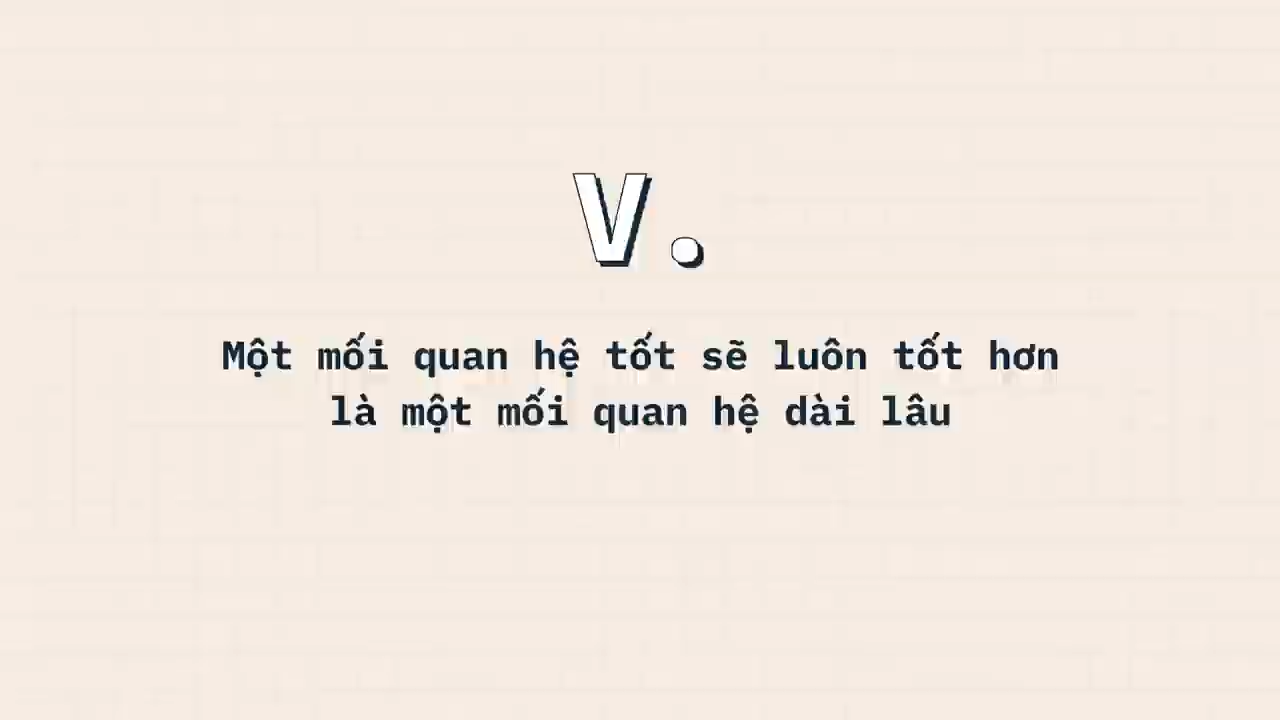 V.
Một mối quan hệ tốt sẽ luôn tốt hơn
là một mối quan hệ dài lâu